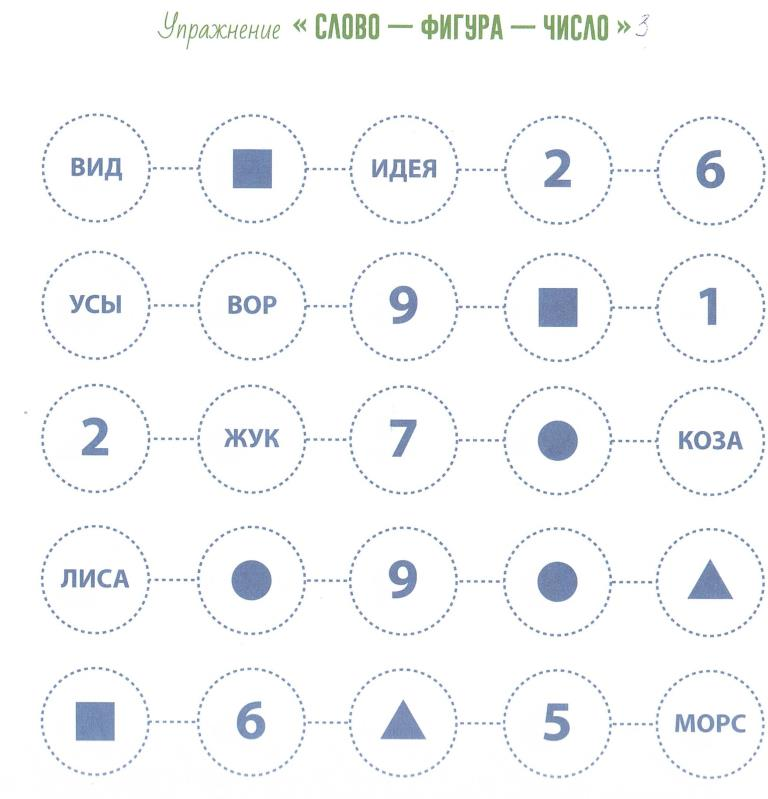 Упражнение « СЛОВО — ФИГУРА — ЧИСЛО » 3
ВИД ИДЕЯ 2 6
УСЫ ВОР 9 1
2 ЖУК 7 КОЗА
ЛИСА 9
6 5 МОРС